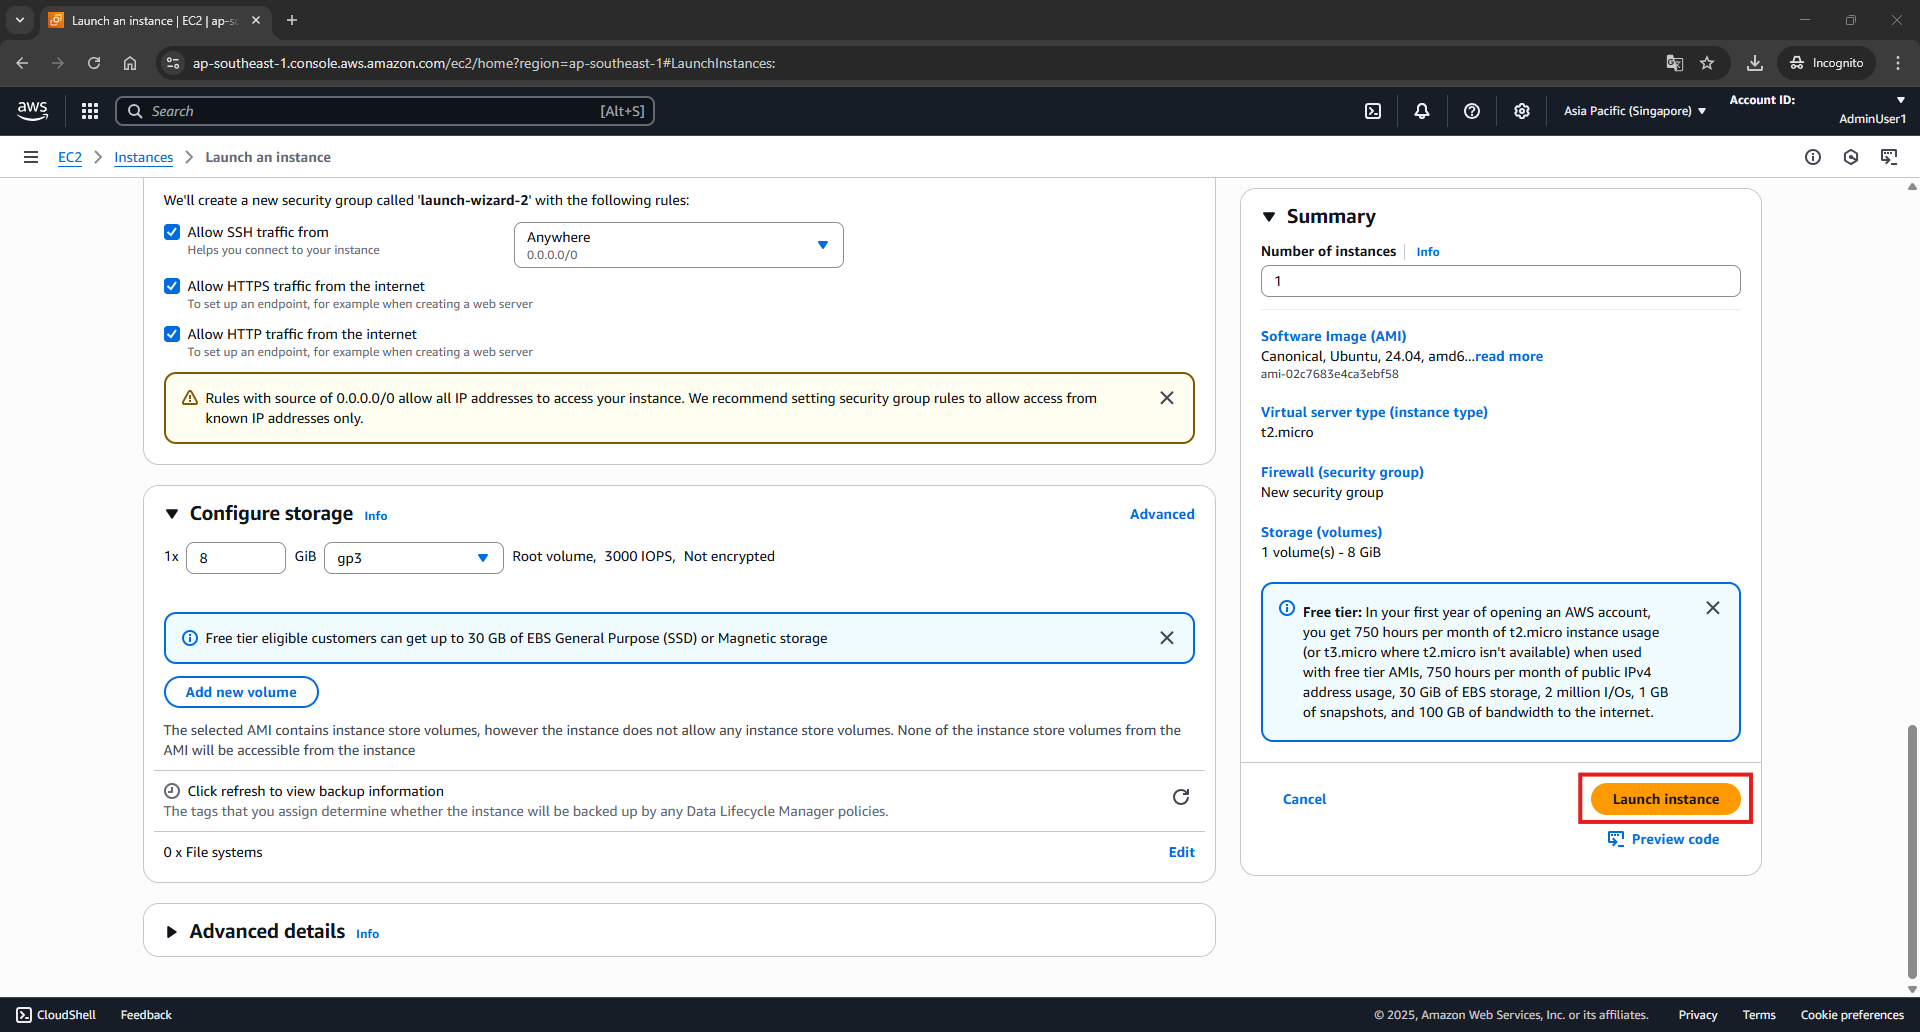 Launch an instance | EC2 | ap-s
ap-southeast-1.console.aws.amazon.com/ec2/home?region=ap-southeast-1#LaunchInstances:
Incognito
aws
Search
[Alt+S]
Asia Pacific (Singapore)
Account ID:
AdminUser1
EC2
Instances
Launch an instance
We'll create a new security group called 'launch-wizard-2' with the following rules:
Allow SSH traffic from
Helps you connect to your instance
Anywhere
0.0.0.0/0
Allow HTTPS traffic from the internet
To set up an endpoint, for example when creating a web server
Allow HTTP traffic from the internet
To set up an endpoint, for example when creating a web server
Rules with source of 0.0.0.0/0 allow all IP addresses to access your instance. We recommend setting security group rules to allow access from
known IP addresses only.
Configure storage Info
Advanced
1x 8 GiB gp3 Root volume, 3000 IOPS, Not encrypted
Free tier eligible customers can get up to 30 GB of EBS General Purpose (SSD) or Magnetic storage
Add new volume
The selected AMI contains instance store volumes, however the instance does not allow any instance store volumes. None of the instance store volumes from the
AMI will be accessible from the instance
Click refresh to view backup information
The tags that you assign determine whether the instance will be backed up by any Data Lifecycle Manager policies.
0 x File systems
Edit
Advanced details Info
Summary
Number of instances Info
1
Software Image (AMI)
Canonical, Ubuntu, 24.04, amd6...read more
ami-02c7683e4ca3ebf58
Virtual server type (instance type)
t2.micro
Firewall (security group)
New security group
Storage (volumes)
1 volume(s) - 8 GiB
Free tier: In your first year of opening an AWS account,
you get 750 hours per month of t2.micro instance usage
(or t3.micro where t2.micro isn't available) when used
with free tier AMIs, 750 hours per month of public IPv4
address usage, 30 GiB of EBS storage, 2 million I/Os, 1 GB
of snapshots, and 100 GB of bandwidth to the internet.
Cancel
Launch instance
Preview code
CloudShell
Feedback
© 2025, Amazon Web Services, Inc. or its affiliates.
Privacy
Terms
Cookie preferences